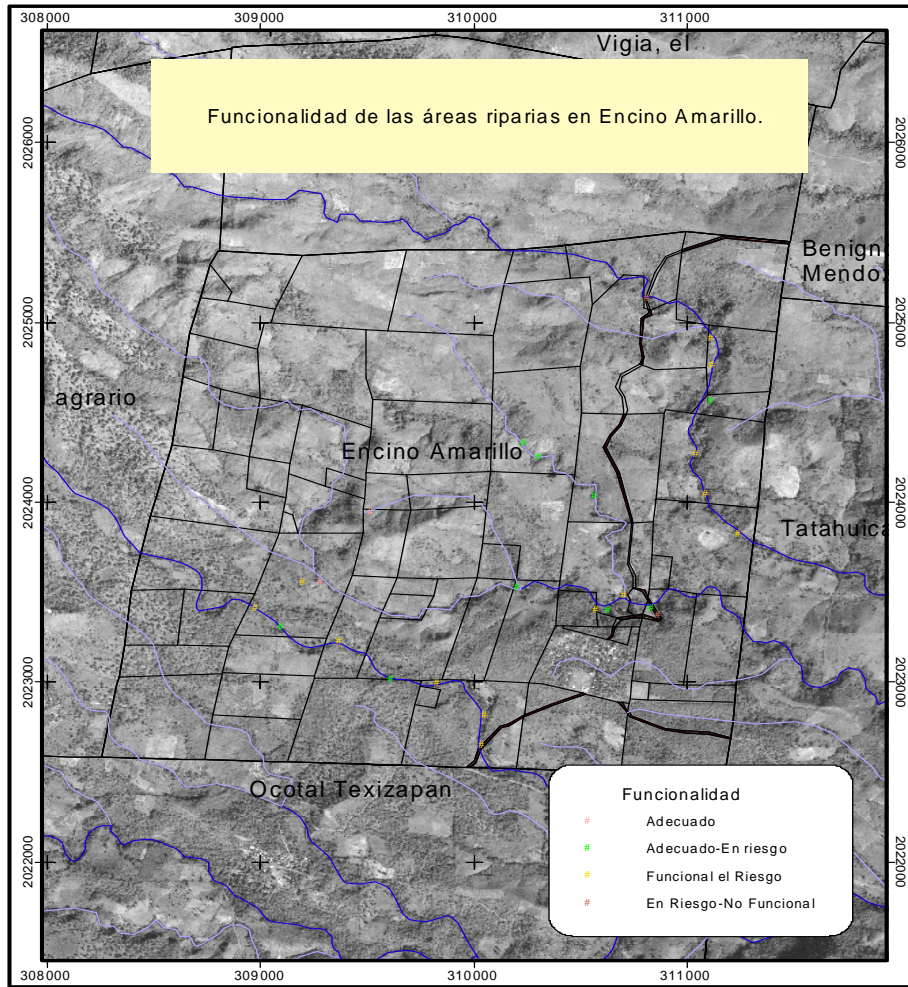 308000 309000 310000 311000
Vigia, el
Funcionalidad de las áreas riparias en Encino Amarillo.
2026000 2026000
Benign
Mendoz
2025000 2025000
agrario
Encino Amarillo
2024000 2024000
Tatahuica
2023000 2023000
Ocotal Texizapan
Funcionalidad
# Adecuado
# Adecuado-En riesgo
# Funcional el Riesgo
# En Riesgo-No Funcional
2022000 2022000
308000 309000 310000 311000